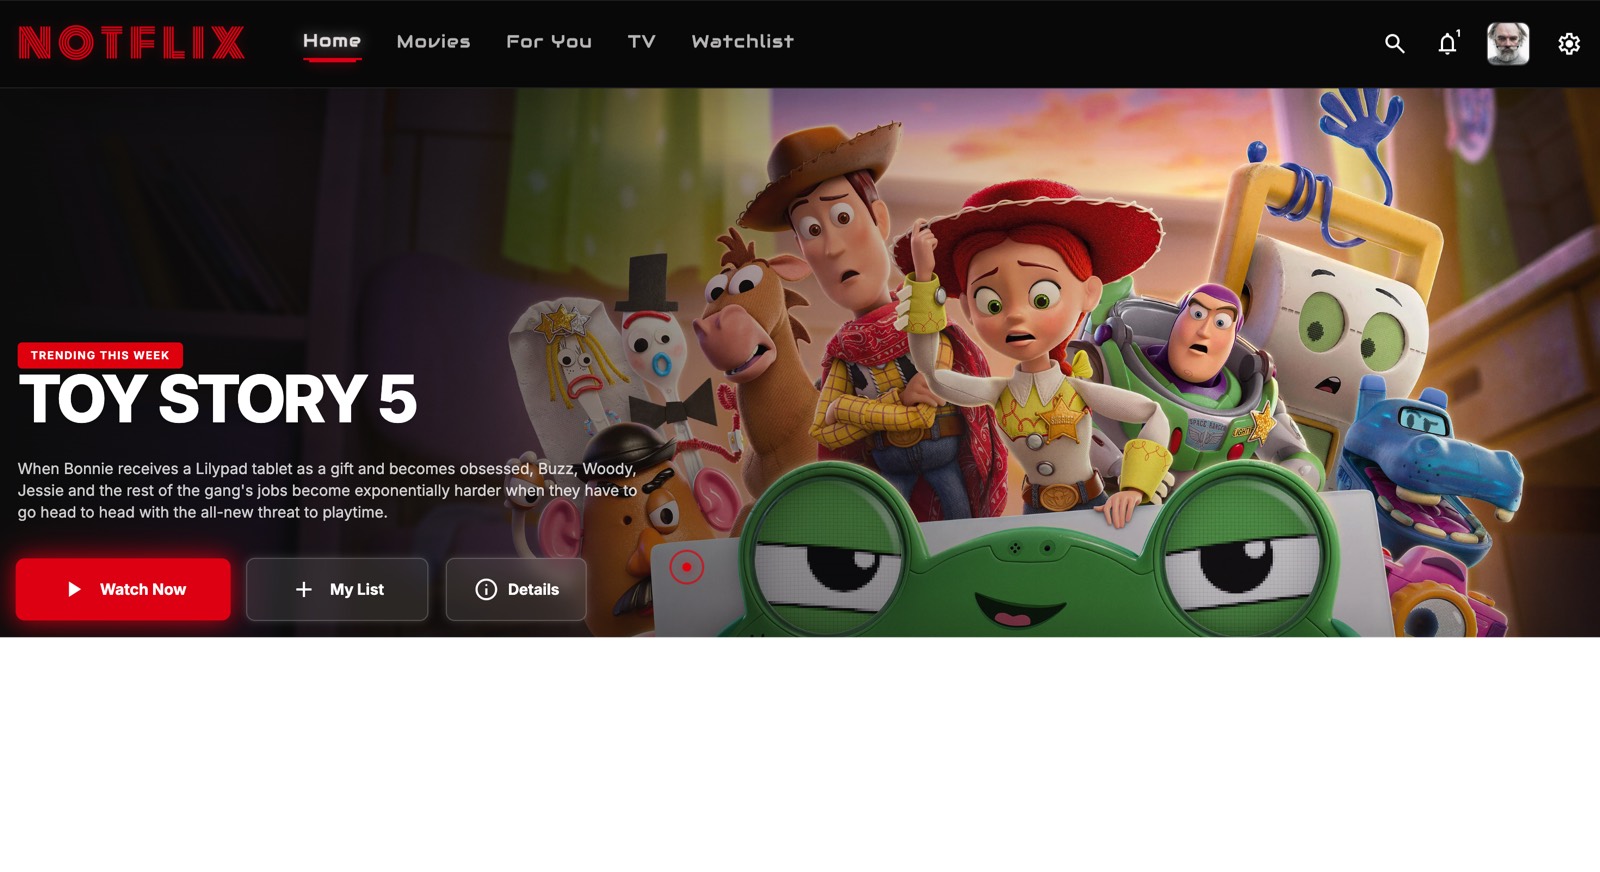 NOTFLIX
Home
Movies
For You
TV
Watchlist
1
TRENDING THIS WEEK
TOY STORY 5
When Bonnie receives a Lilypad tablet as a gift and becomes obsessed, Buzz, Woody,
Jessie and the rest of the gang's jobs become exponentially harder when they have to
go head to head with the all-new threat to playtime.
Watch Now
My List
Details
SPACE RANGER